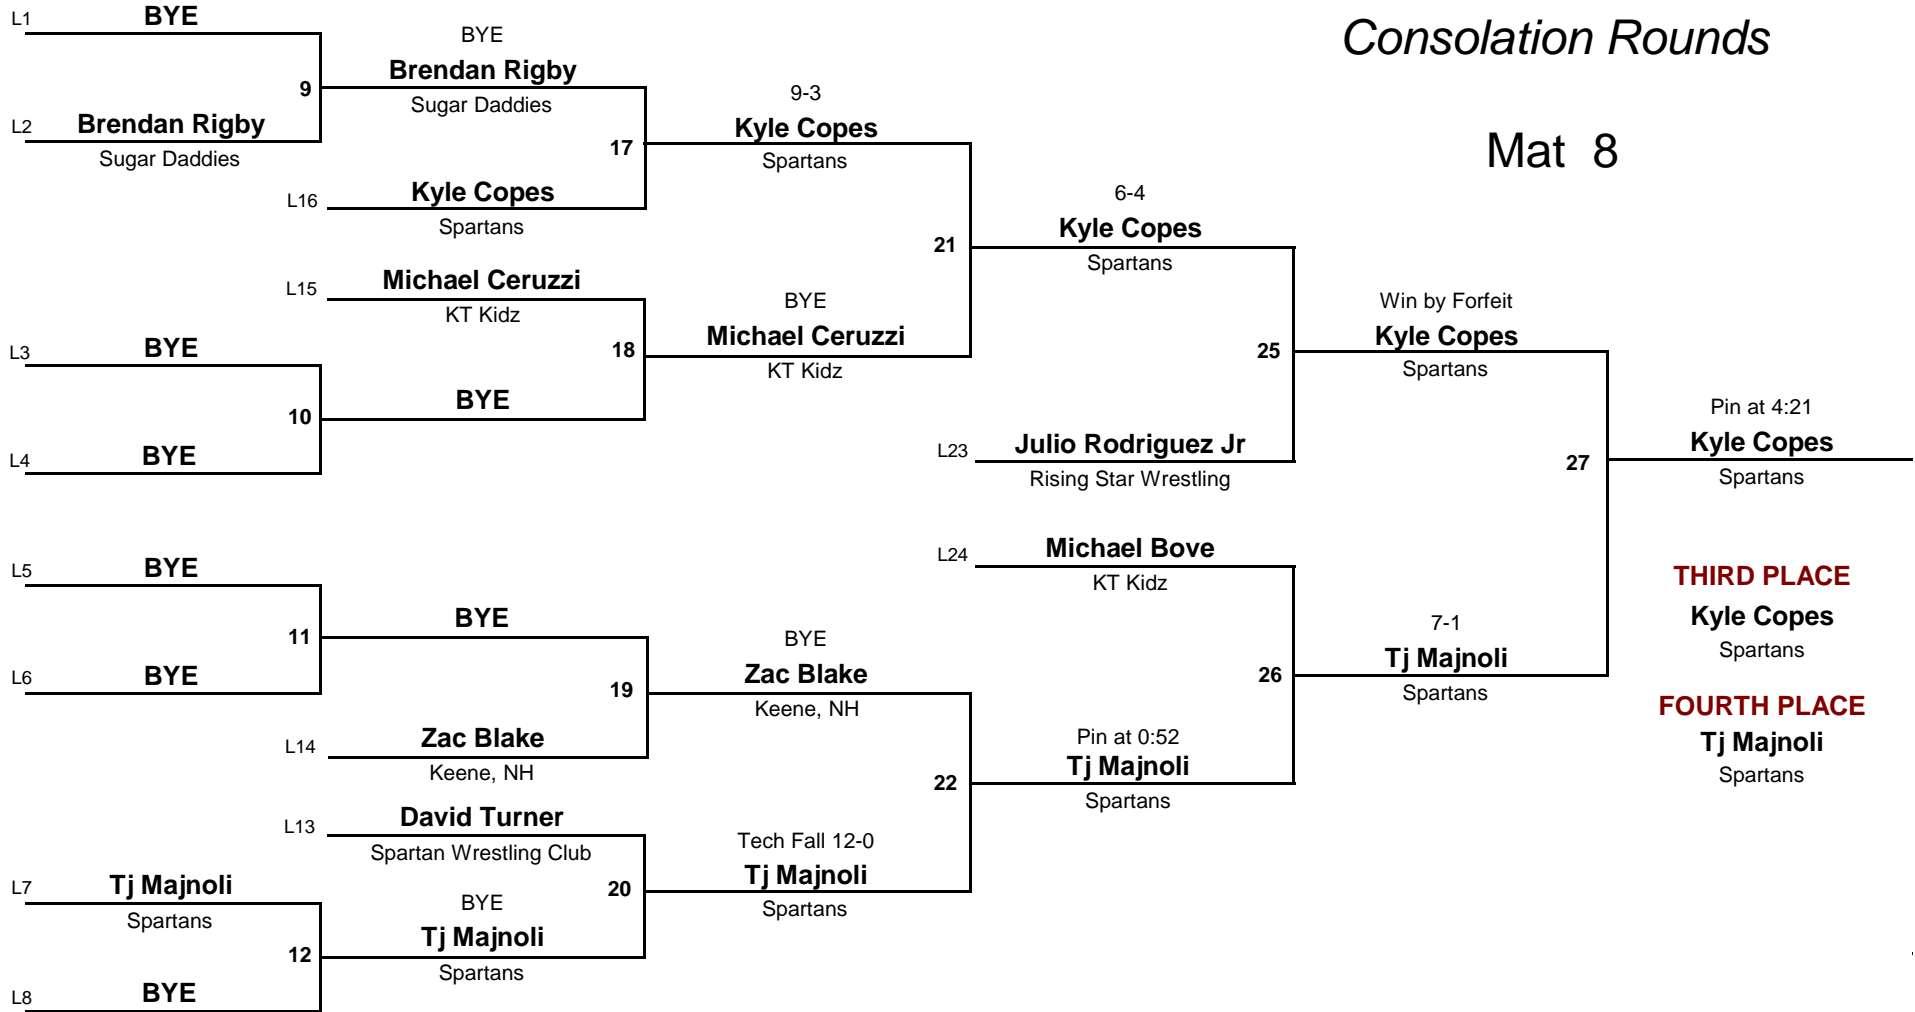 Consolation Rounds
Mat 8
L1 BYE
9
L2 Brendan Rigby
Sugar Daddies
BYE
Brendan Rigby
Sugar Daddies
17
L16 Kyle Copes
Spartans
9-3
Kyle Copes
Spartans
L15 Michael Ceruzzi
KT Kidz
L3 BYE
10
L4 BYE
18
BYE
BYE
Michael Ceruzzi
KT Kidz
21
6-4
Kyle Copes
Spartans
25
L23 Julio Rodriguez Jr
Rising Star Wrestling
Win by Forfeit
Kyle Copes
Spartans
27
Pin at 4:21
Kyle Copes
Spartans
L5 BYE
11
L6 BYE
BYE
19
L14 Zac Blake
Keene, NH
BYE
Zac Blake
Keene, NH
L13 David Turner
Spartan Wrestling Club
L7 Tj Majnoli
Spartans
12
L8 BYE
20
BYE
Tj Majnoli
Spartans
Tech Fall 12-0
Tj Majnoli
Spartans
22
L24 Michael Bove
KT Kidz
26
Pin at 0:52
Tj Majnoli
Spartans
7-1
Tj Majnoli
Spartans
THIRD PLACE
Kyle Copes
Spartans
FOURTH PLACE
Tj Majnoli
Spartans